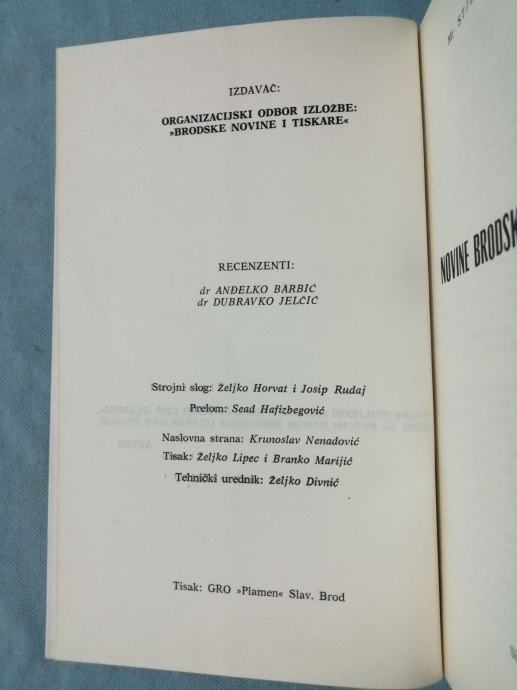 IZDAVAČ:
ORGANIZACIJSKI ODBOR IZLOŽBE:
»BRODSKE NOVINE I TISKARE«
RECENZENTI:
dr ANĐELKO BARBIĆ
dr DUBRAVKO JELČIĆ
Strojni slog: Željko Horvat i Josip Rudaj
Prelom: Sead Hafizbegović
Naslovna strana: Krunoslav Nenadović
Tisak: Željko Lipec i Branko Marijić
Tehnički urednik: Željko Divnić
Tisak: GRO »Plamen« Slav. Brod
Mr
NOVINE BRODSK